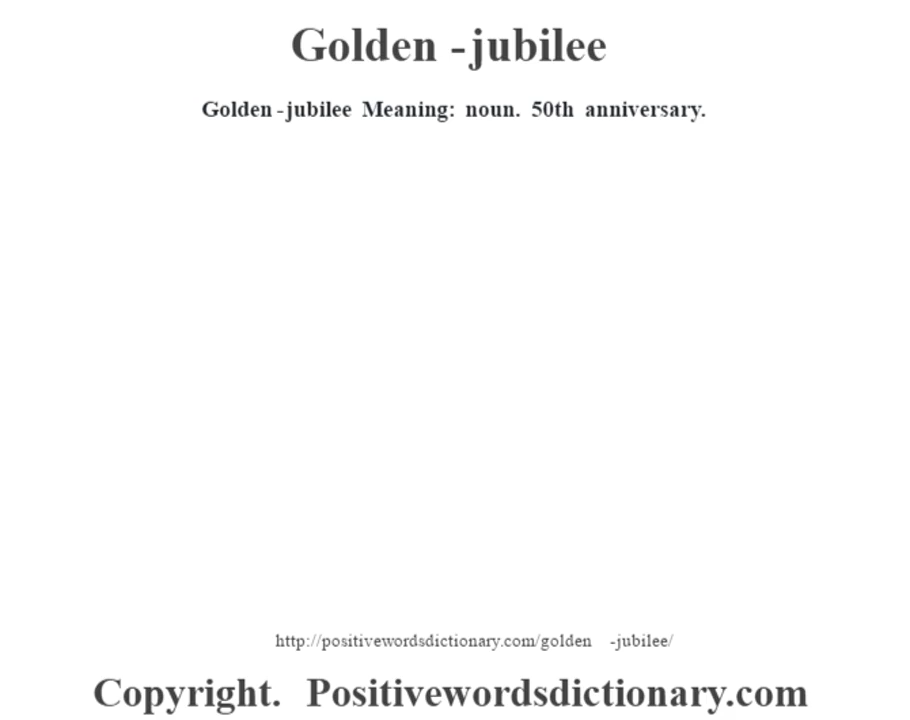 Golden -jubilee
Golden-jubilee Meaning: noun. 50th anniversary.
http://positivewordsdictionary.com/golden -jubilee/
Copyright. Positivewordsdictionary.com